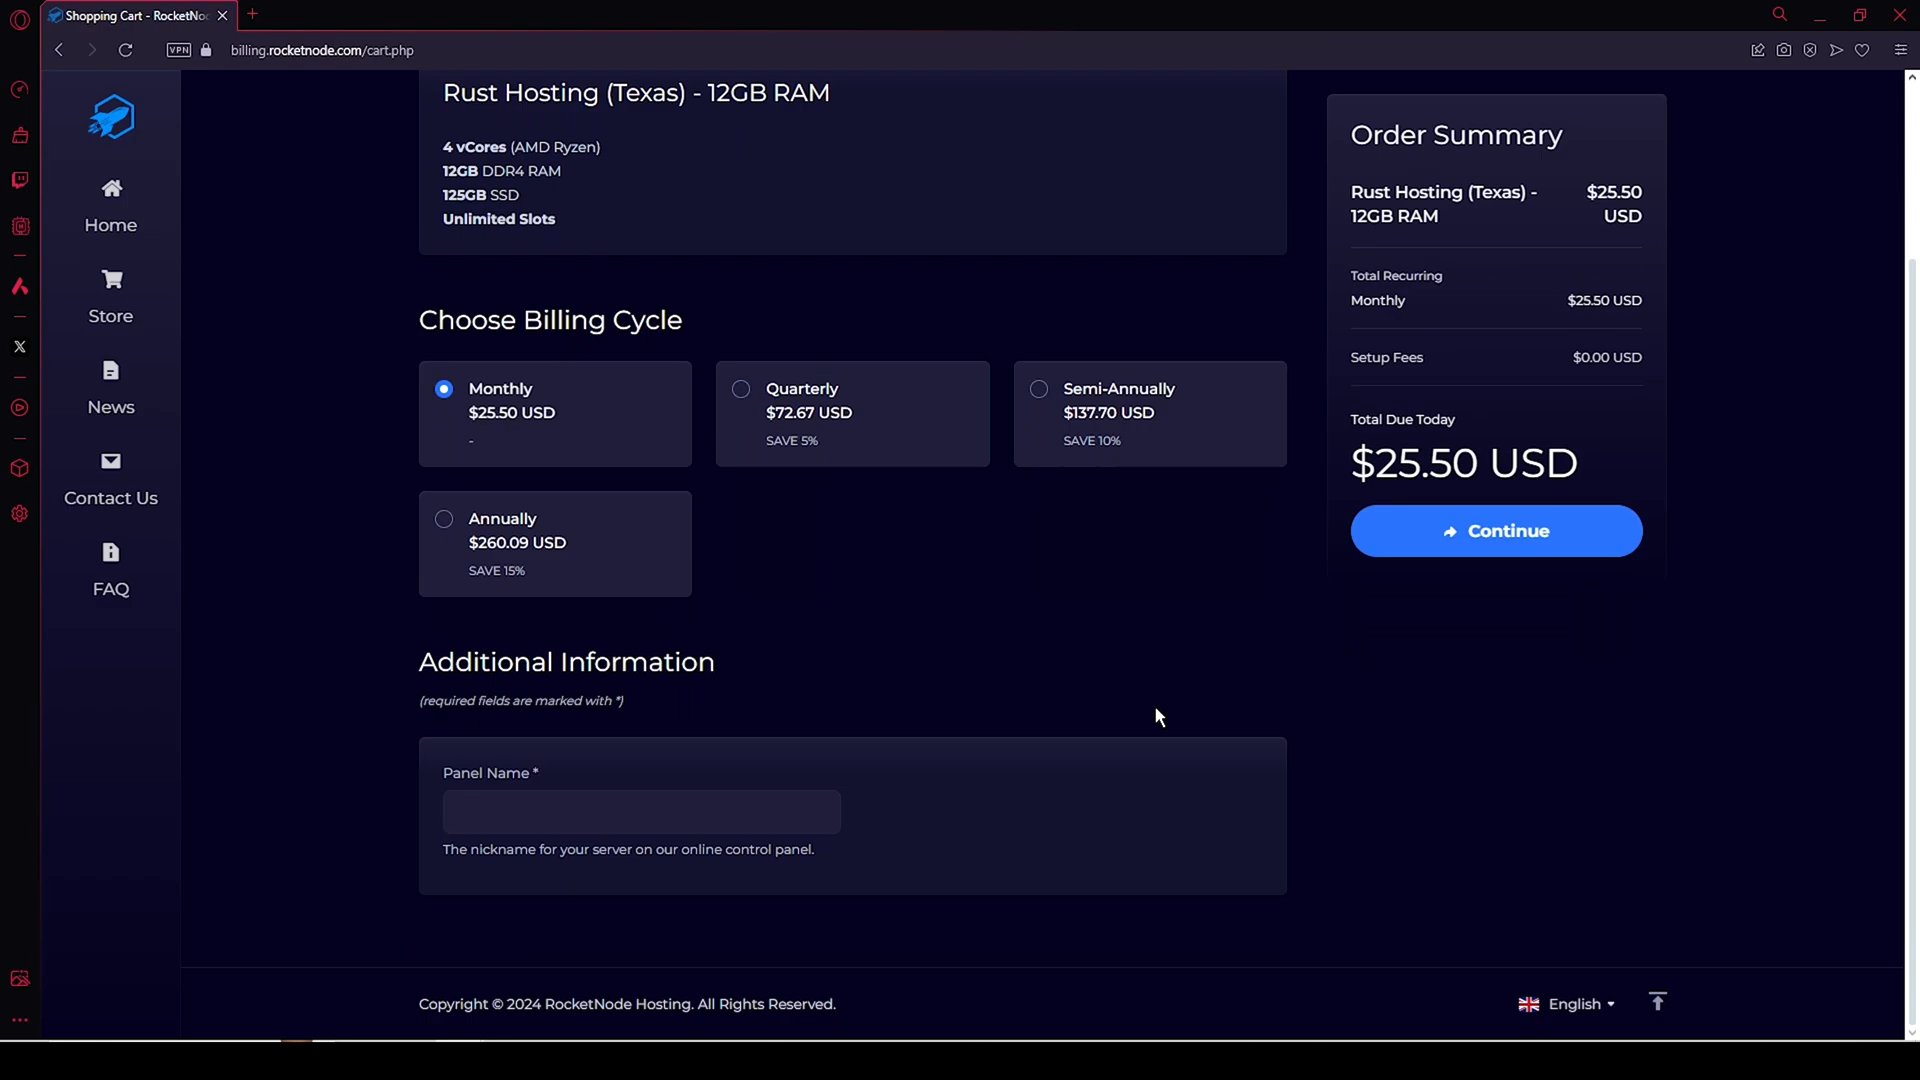 Shopping Cart - RocketNo
VPN
billing.rocketnode.com/cart.php
Home
Store
News
Contact Us
FAQ
Rust Hosting (Texas) - 12GB RAM
4 vCores (AMD Ryzen)
12GB DDR4 RAM
125GB SSD
Unlimited Slots
Choose Billing Cycle
Monthly
$25.50 USD
-
Quarterly
$72.67 USD
SAVE 5%
Semi-Annually
$137.70 USD
SAVE 10%
Annually
$260.09 USD
SAVE 15%
Additional Information
(required fields are marked with *)
Panel Name *
The nickname for your server on our online control panel.
Order Summary
Rust Hosting (Texas) -
12GB RAM
$25.50
USD
Total Recurring
Monthly $25.50 USD
Setup Fees $0.00 USD
Total Due Today
$25.50 USD
Continue
Copyright © 2024 RocketNode Hosting. All Rights Reserved.
English